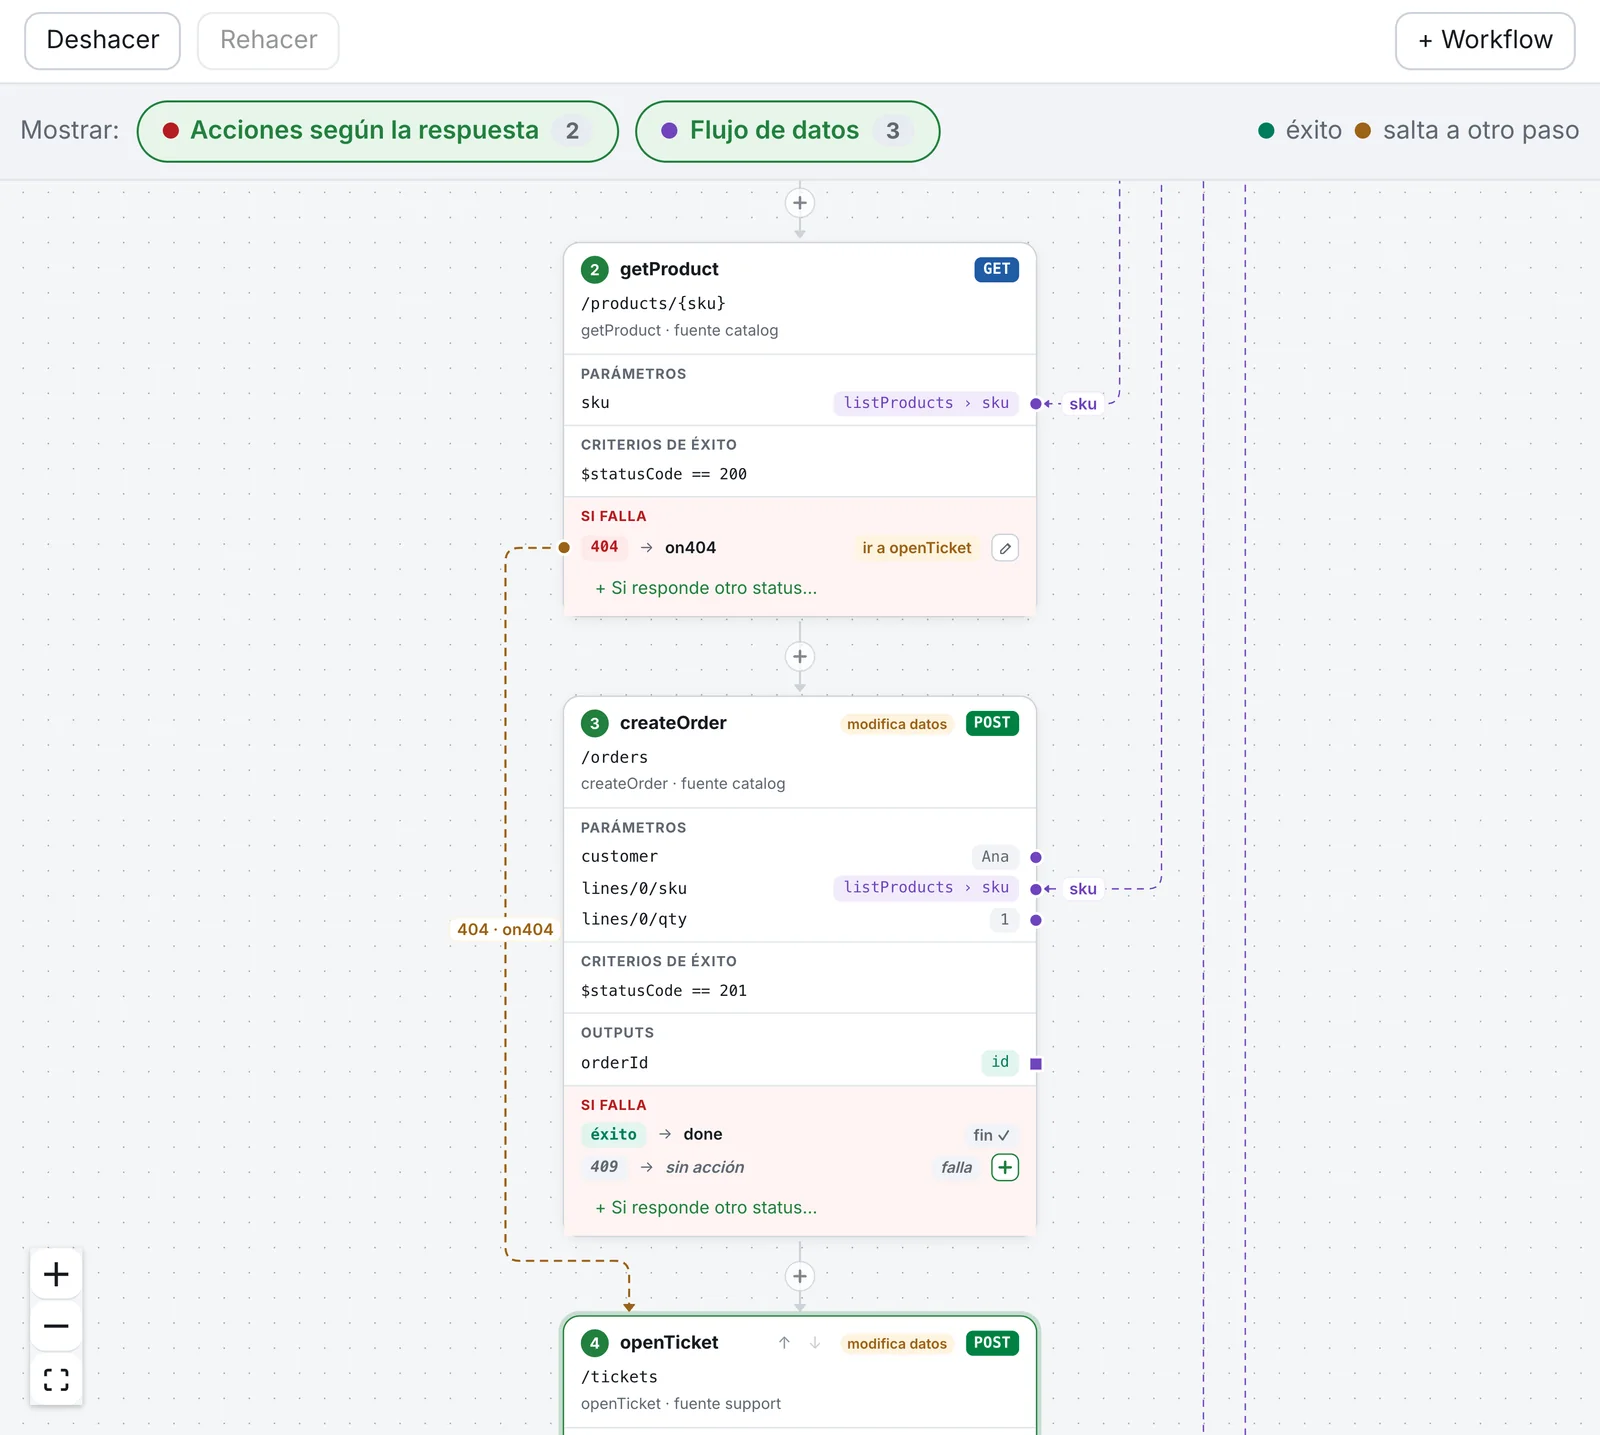 Deshacer
Rehacer
+ Workflow
Mostrar:
Acciones según la respuesta 2
Flujo de datos 3
éxito
salta a otro paso
2 getProduct GET
/products/{sku}
getProduct · fuente catalog
PARÁMETROS
sku listProducts › sku
sku
CRITERIOS DE ÉXITO
$statusCode == 200
SI FALLA
404 → on404 ir a openTicket
+ Si responde otro status...
3 createOrder modifica datos POST
/orders
createOrder · fuente catalog
PARÁMETROS
customer Ana
lines/0/sku listProducts › sku
sku
lines/0/qty 1
404 · on404
CRITERIOS DE ÉXITO
$statusCode == 201
OUTPUTS
orderId id
SI FALLA
éxito → done fin ✓
409 → sin acción falla +
+ Si responde otro status...
4 openTicket ↑ ↓ modifica datos POST
/tickets
openTicket · fuente support